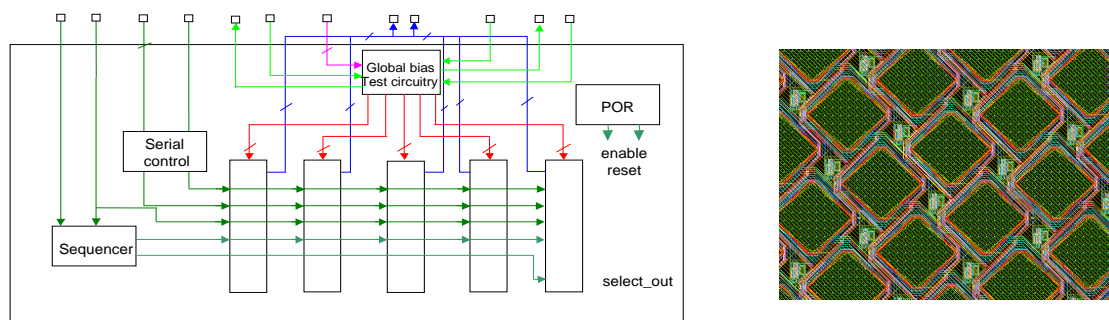 Global bias
Test circuitry
POR
Serial
control
enable
reset
Sequencer
select_out